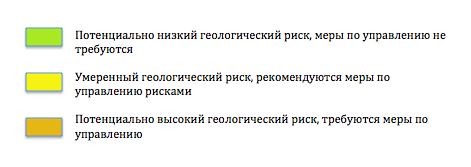 Потенциально низкий геологический риск, меры по управлению не
требуются
Умеренный геологический риск, рекомендуются меры по
управлению рисками
Потенциально высокий геологический риск, требуются меры по
управлению